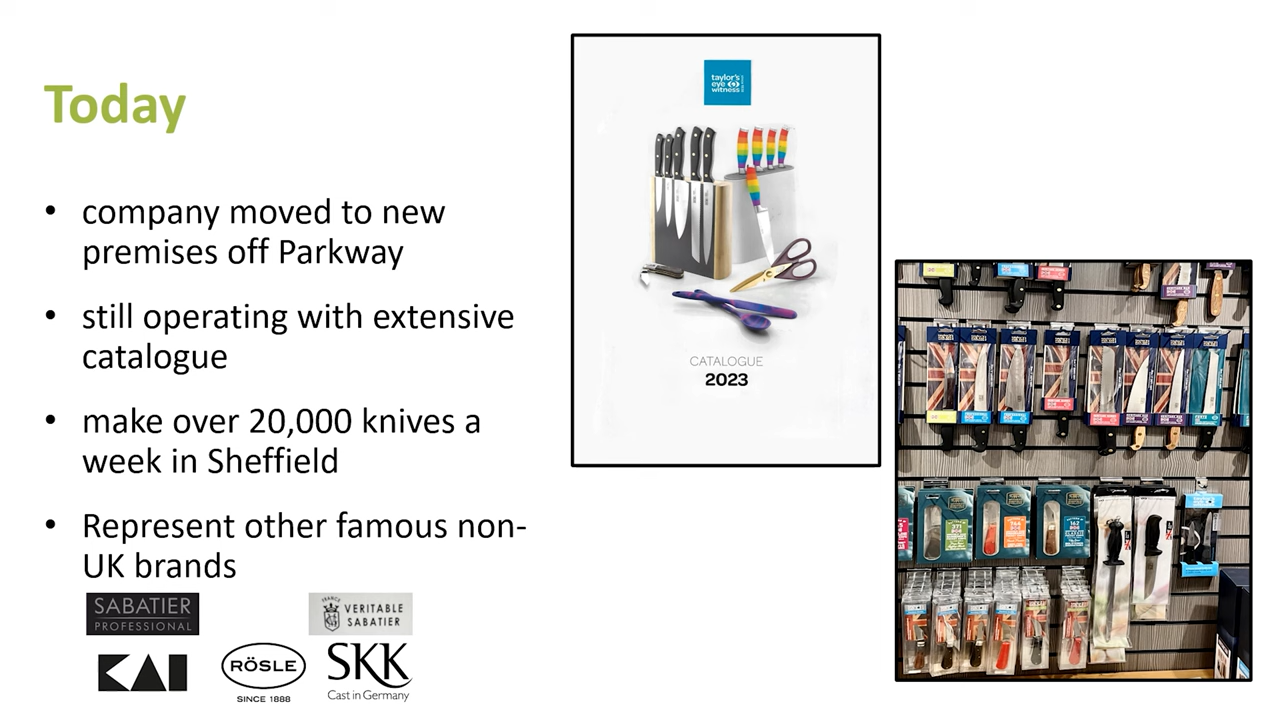 Today
• company moved to new
premises off Parkway
• still operating with extensive
catalogue
• make over 20,000 knives a
week in Sheffield
• Represent other famous non-
UK brands
SABATIER
PROFESSIONAL
FRANCE
VERITABLE
SABATIER
KAI
RÖSLE
SINCE 1888
SKK
Cast in Germany
taylor's
eye
witness
CATALOGUE
2023